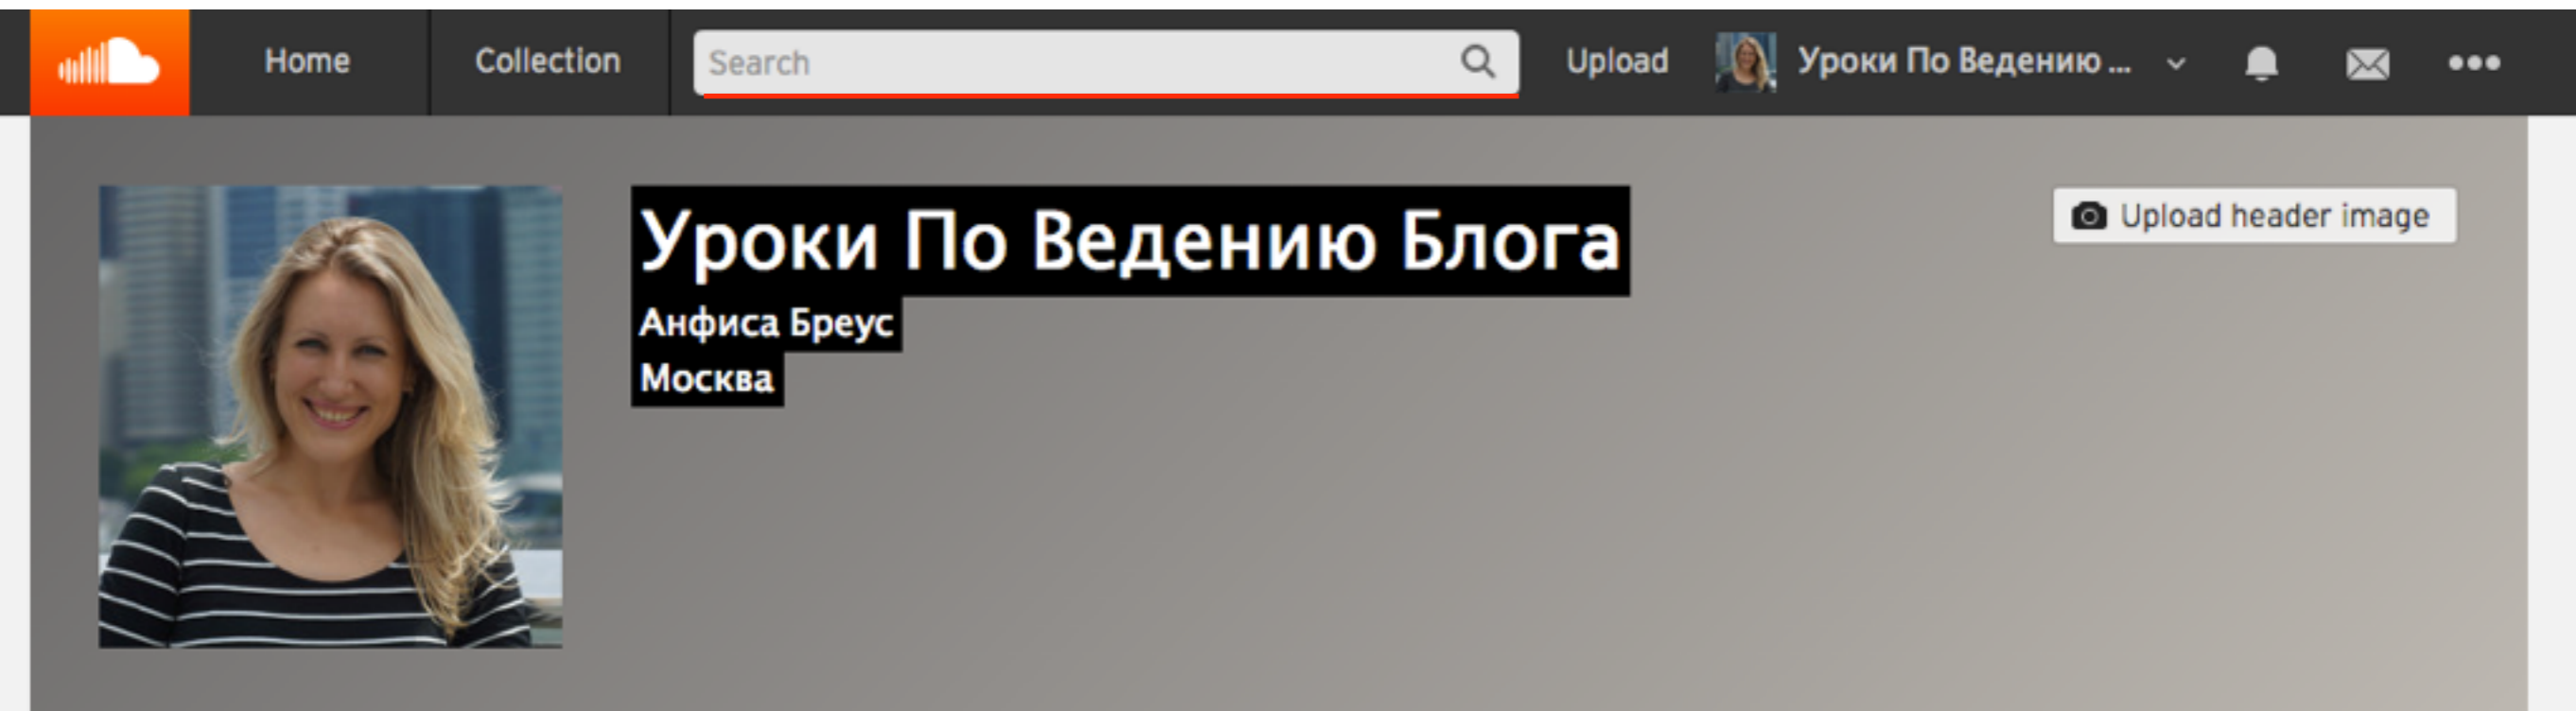 Home Collection Search Upload Уроки По Ведению ...
Уроки По Ведению Блога
Upload header image
Анфиса Бреус
Москва